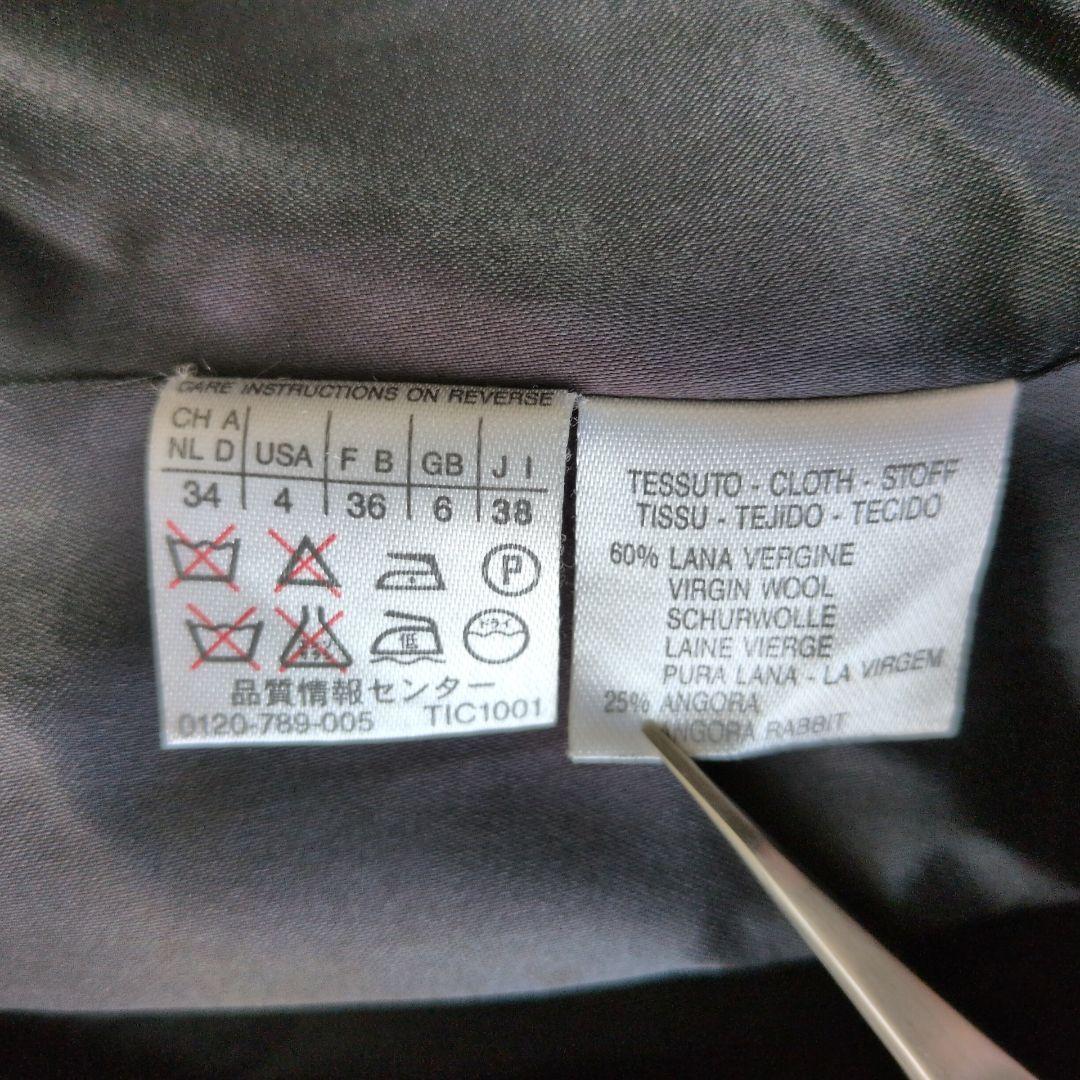 CARE INSTRUCTIONS ON REVERSE
CH A
NL D USA F B GB J I
34 4 36 6 38
P
ドライ
品質情報センター
0120-789-005 TIC1001
TESSUTO - CLOTH - STOFF
TISSU - TEJIDO - TECIDO
60% LANA VERGINE
VIRGIN WOOL
SCHURWOLLE
LAINE VIERGE
PURA LANA - LA VIRGEM
25% ANGORA
ANGORA RABBIT